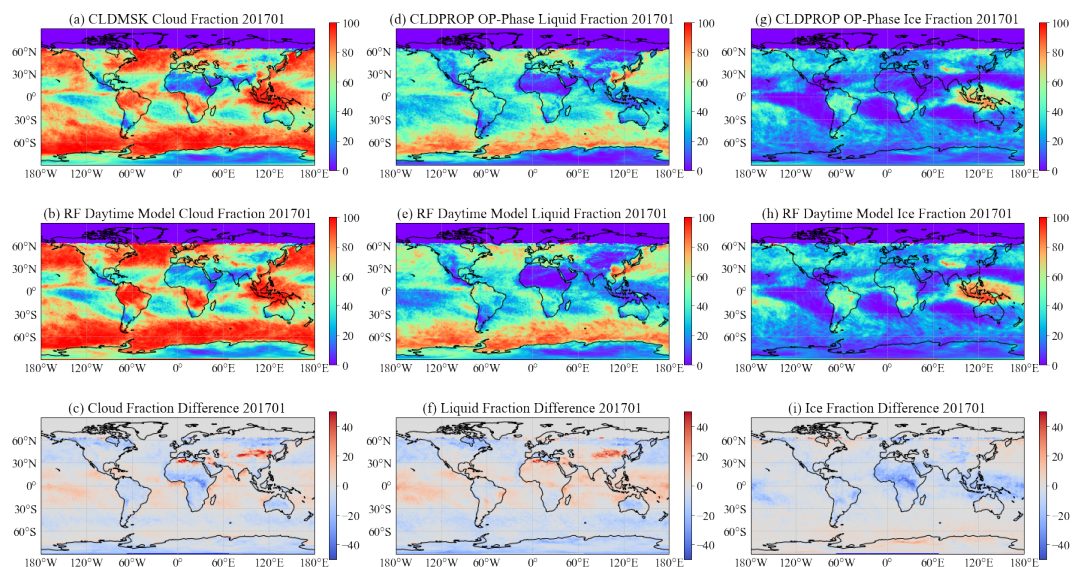 (a) CLDMSK Cloud Fraction 201701
60°N
30°N
0°
30°S
60°S
180°W 120°W 60°W 0° 60°E 120°E 180°E
100
80
60
40
20
0
(d) CLDPROP OP-Phase Liquid Fraction 201701
60°N
30°N
0°
30°S
60°S
180°W 120°W 60°W 0° 60°E 120°E 180°E
100
80
60
40
20
0
(g) CLDPROP OP-Phase Ice Fraction 201701
60°N
30°N
0°
30°S
60°S
180°W 120°W 60°W 0° 60°E 120°E 180°E
100
80
60
40
20
0
(b) RF Daytime Model Cloud Fraction 201701
60°N
30°N
0°
30°S
60°S
180°W 120°W 60°W 0° 60°E 120°E 180°E
100
80
60
40
20
0
(e) RF Daytime Model Liquid Fraction 201701
60°N
30°N
0°
30°S
60°S
180°W 120°W 60°W 0° 60°E 120°E 180°E
100
80
60
40
20
0
(h) RF Daytime Model Ice Fraction 201701
60°N
30°N
0°
30°S
60°S
180°W 120°W 60°W 0° 60°E 120°E 180°E
100
80
60
40
20
0
(c) Cloud Fraction Difference 201701
60°N
30°N
0°
30°S
60°S
180°W 120°W 60°W 0° 60°E 120°E 180°E
40
20
0
−20
−40
(f) Liquid Fraction Difference 201701
60°N
30°N
0°
30°S
60°S
180°W 120°W 60°W 0° 60°E 120°E 180°E
40
20
0
−20
−40
(i) Ice Fraction Difference 201701
60°N
30°N
0°
30°S
60°S
180°W 120°W 60°W 0° 60°E 120°E 180°E
40
20
0
−20
−40